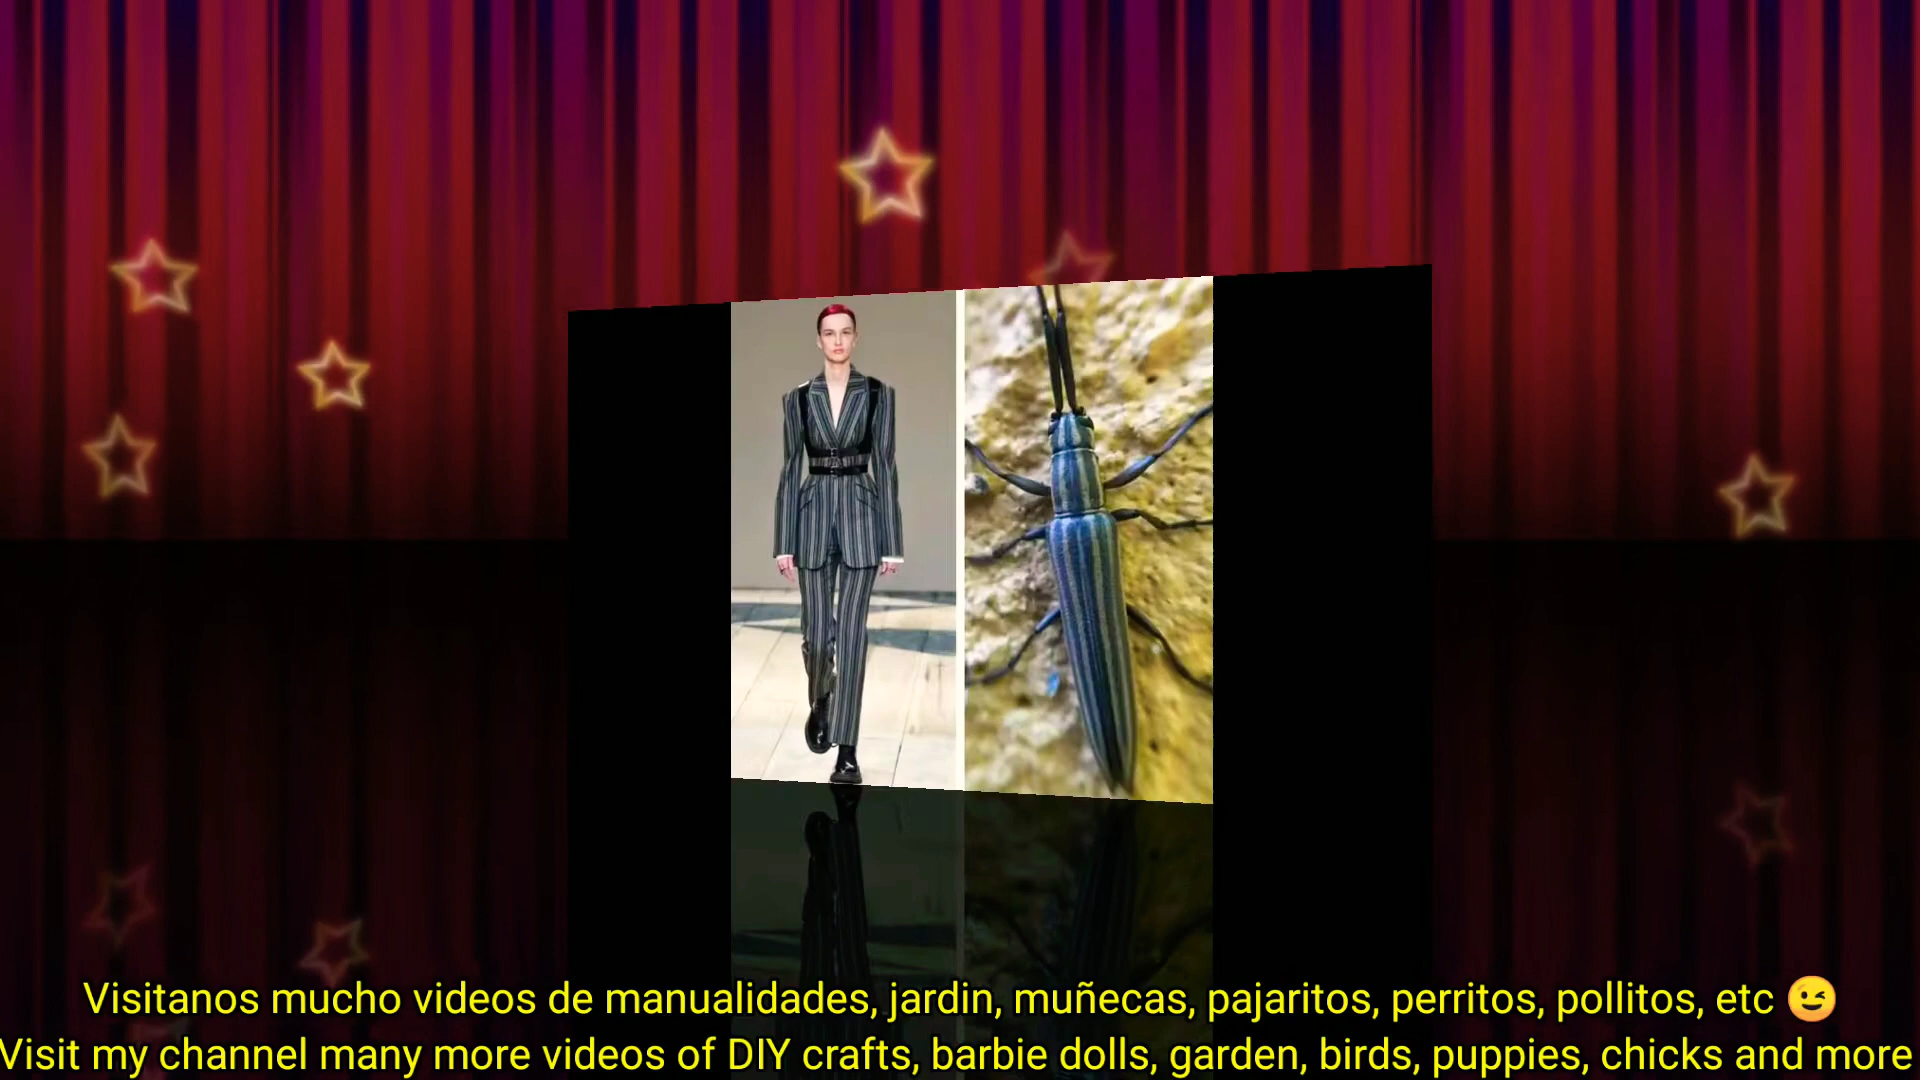 Visitanos mucho videos de manualidades, jardin, muñecas, pajaritos, perritos, pollitos, etc 😉
Visit my channel many more videos of DIY crafts, barbie dolls, garden, birds, puppies, chicks and more